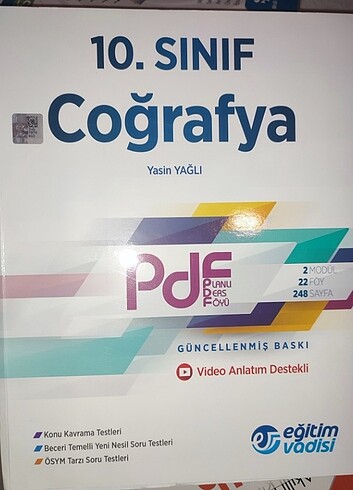 10. SINIF
Coğrafya
Yasin YAĞLI
PdF
PLANLI
DERS
FÖYÜ
2 MODÜL
22 FÖY
248 SAYFA
GÜNCELLENMİŞ BASKI
Video Anlatım Destekli
Konu Kavrama Testleri
Beceri Temelli Yeni Nesil Soru Testleri
ÖSYM Tarzı Soru Testleri
eğitim
vadisi